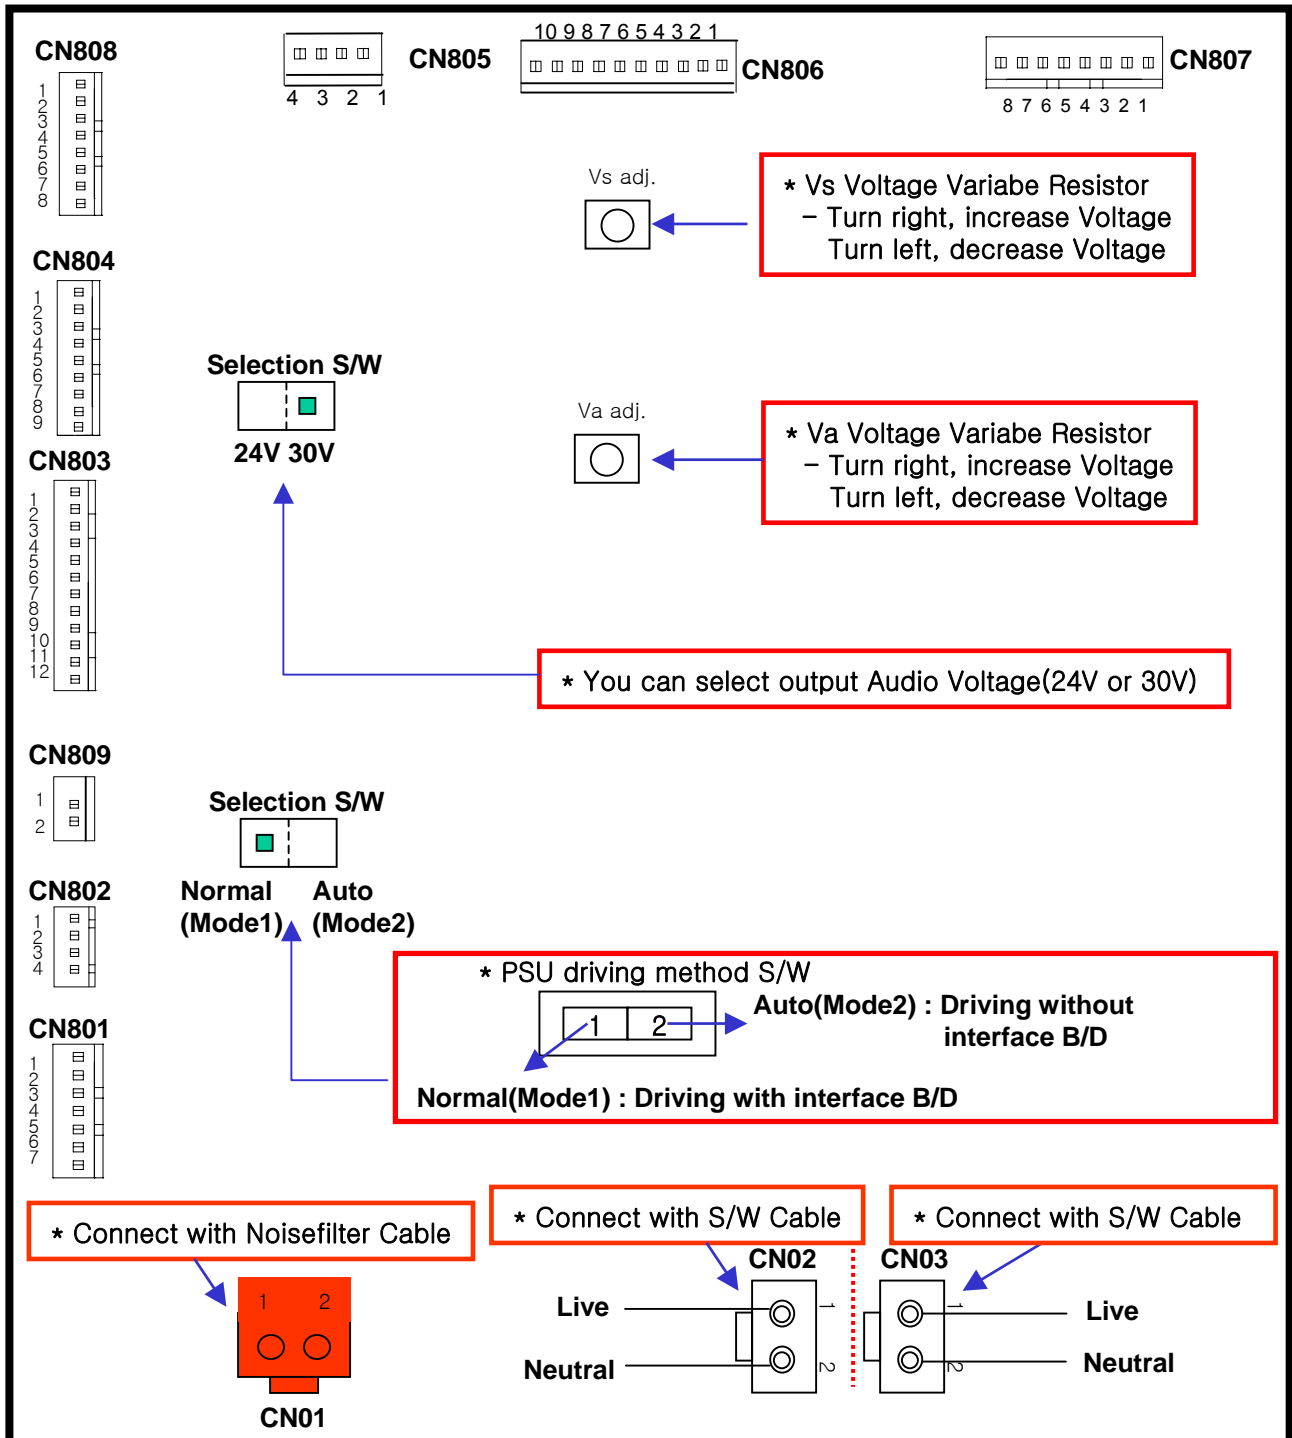 10 9 8 7 6 5 4 3 2 1
CN808
CN805
CN806
CN807
4 3 2 1
8 7 6 5 4 3 2 1
1
2
3
4
5
6
7
8
Vs adj.
* Vs Voltage Variabe Resistor
- Turn right, increase Voltage
Turn left, decrease Voltage
CN804
1
2
3
4
5
6
7
8
9
Selection S/W
24V 30V
Va adj.
* Va Voltage Variabe Resistor
- Turn right, increase Voltage
Turn left, decrease Voltage
CN803
1
2
3
4
5
6
7
8
9
10
11
12
* You can select output Audio Voltage(24V or 30V)
CN809
1
2
Selection S/W
Normal Auto
(Mode1) (Mode2)
CN802
1
2
3
4
* PSU driving method S/W
1 2
Auto(Mode2) : Driving without
interface B/D
Normal(Mode1) : Driving with interface B/D
CN801
1
2
3
4
5
6
7
* Connect with Noisefilter Cable
* Connect with S/W Cable
* Connect with S/W Cable
1 2
CN01
CN02
CN03
Live
1
1
Live
Neutral
2
2
Neutral